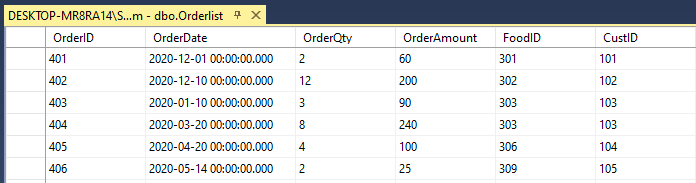 DESKTOP-MR8RA14\S...m - dbo.Orderlist
OrderID OrderDate OrderQty OrderAmount FoodID CustID
401 2020-12-01 00:00:00.000 2 60 301 101
402 2020-12-10 00:00:00.000 12 200 302 102
403 2020-01-10 00:00:00.000 3 90 303 103
404 2020-03-20 00:00:00.000 8 240 303 103
405 2020-04-20 00:00:00.000 4 100 306 104
406 2020-05-14 00:00:00.000 2 25 309 105